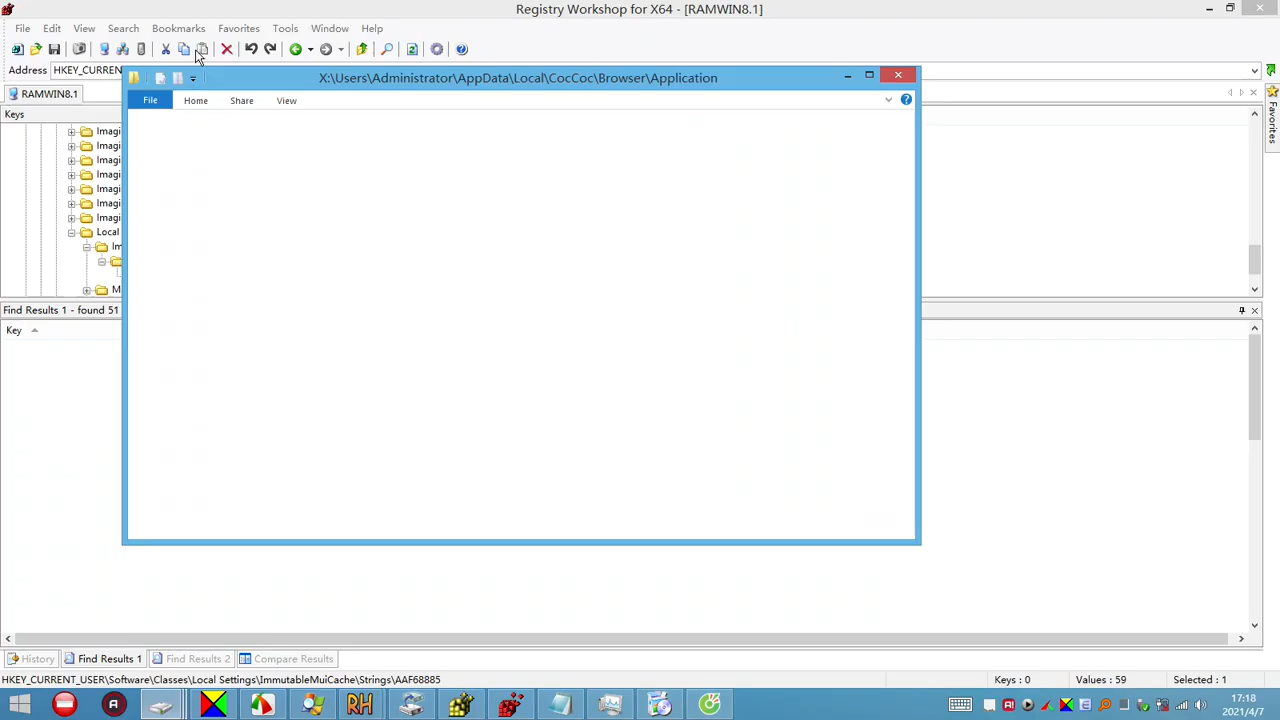 Registry Workshop for X64 - [RAMWIN8.1]
File Edit View Search Bookmarks Favorites Tools Window Help
Address HKEY_CURREN
X:\Users\Administrator\AppData\Local\CocCoc\Browser\Application
RAMWIN8.1
File Home Share View
Keys
Favorites
Imagi
Imagi
Imagi
Imagi
Imagi
Imagi
Imagi
Local
Im
M
Find Results 1 - found 51
Key
History Find Results 1 Find Results 2 Compare Results
HKEY_CURRENT_USER\Software\Classes\Local Settings\ImmutableMuiCache\Strings\AAF68885 Keys : 0 Values : 59 Selected : 1
RH
17:18
2021/4/7